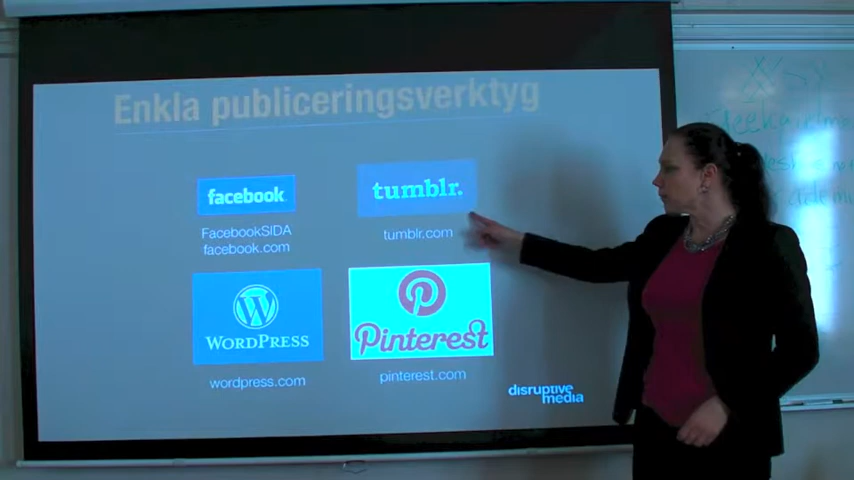 Enkla publiceringsverktyg
facebook
tumblr.
FacebookSIDA
facebook.com
tumblr.com
WORDPRESS
Pinterest
wordpress.com
pinterest.com
disruptive
media